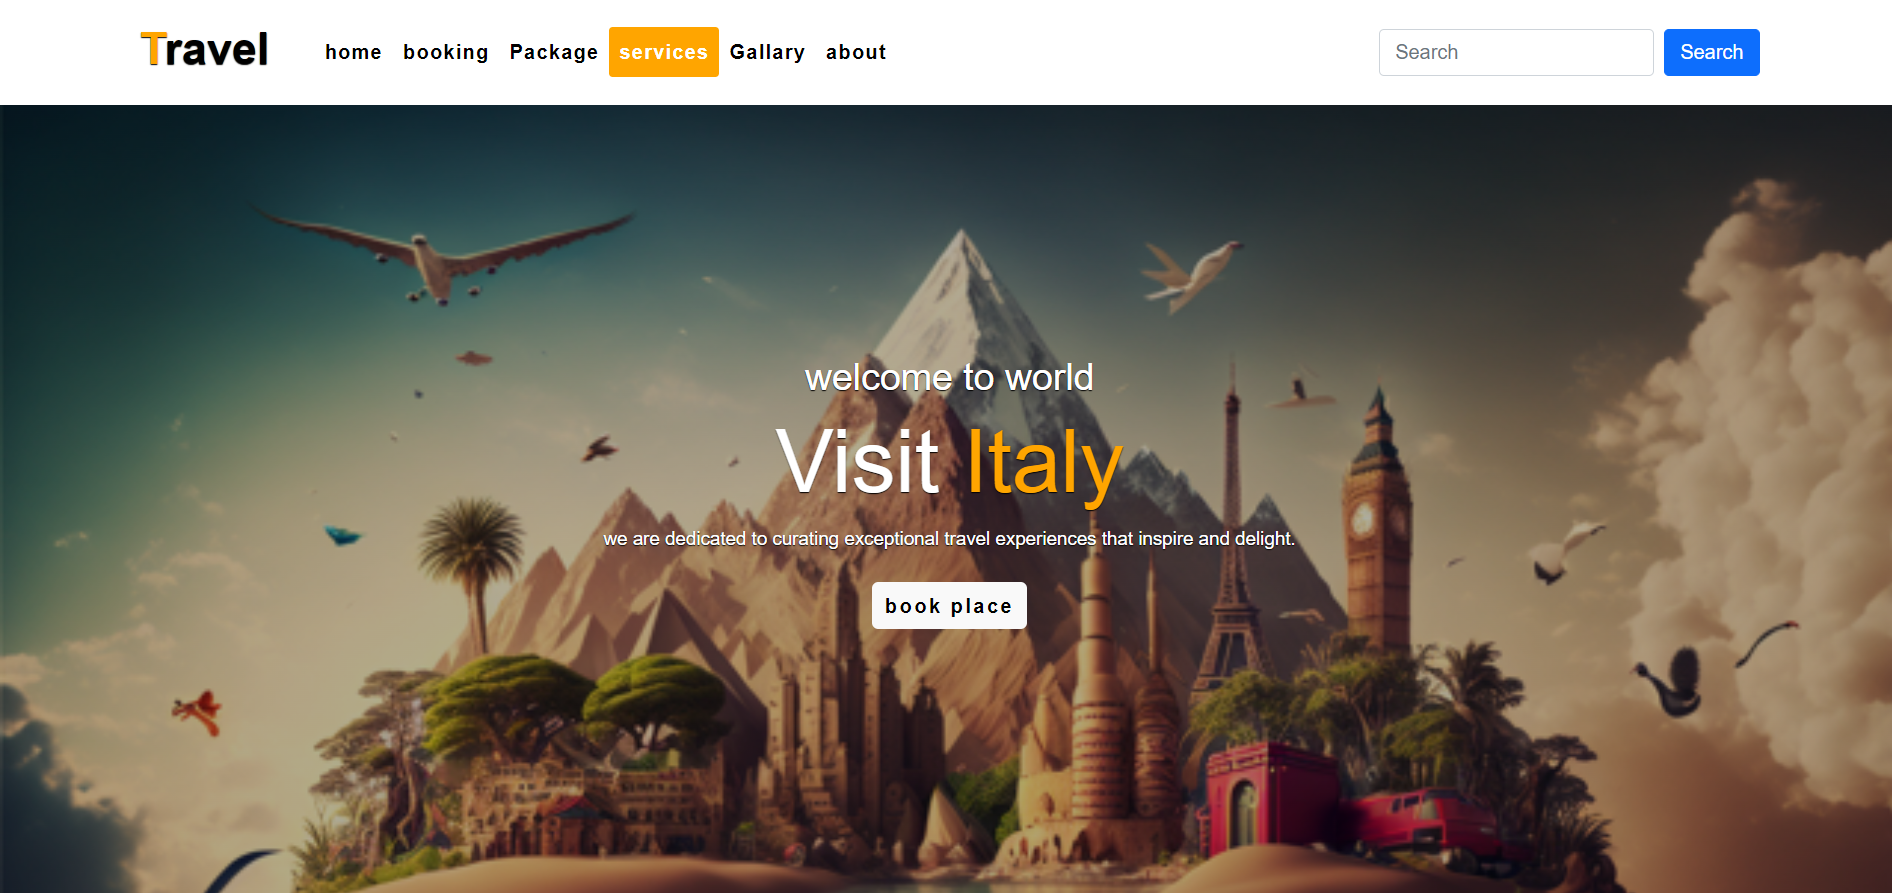 Travel home booking Package services Gallary about Search Search
welcome to world
Visit Italy
we are dedicated to curating exceptional travel experiences that inspire and delight.
book place